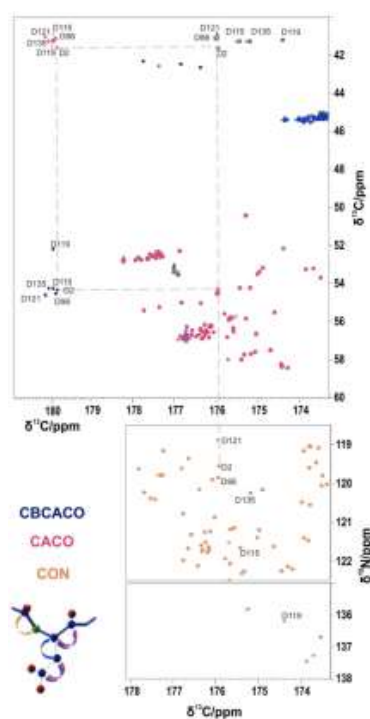 D121 D115
D135 D98
D119 D2
D121
D98 D115 D135 D119
D2
42
44
46
48
50
52
54
56
58
60
δ¹³C/ppm
D119
D135 D115
D2
D121 D98
180 179 178 177 176 175 174
δ¹³C/ppm δ¹³C/ppm
CBCACO
CACO
CON
D121
D2
D98
D135
D115
119
120
121
122
δ¹⁵N/ppm
D119
136
137
138
178 177 176 175 174
δ¹³C/ppm